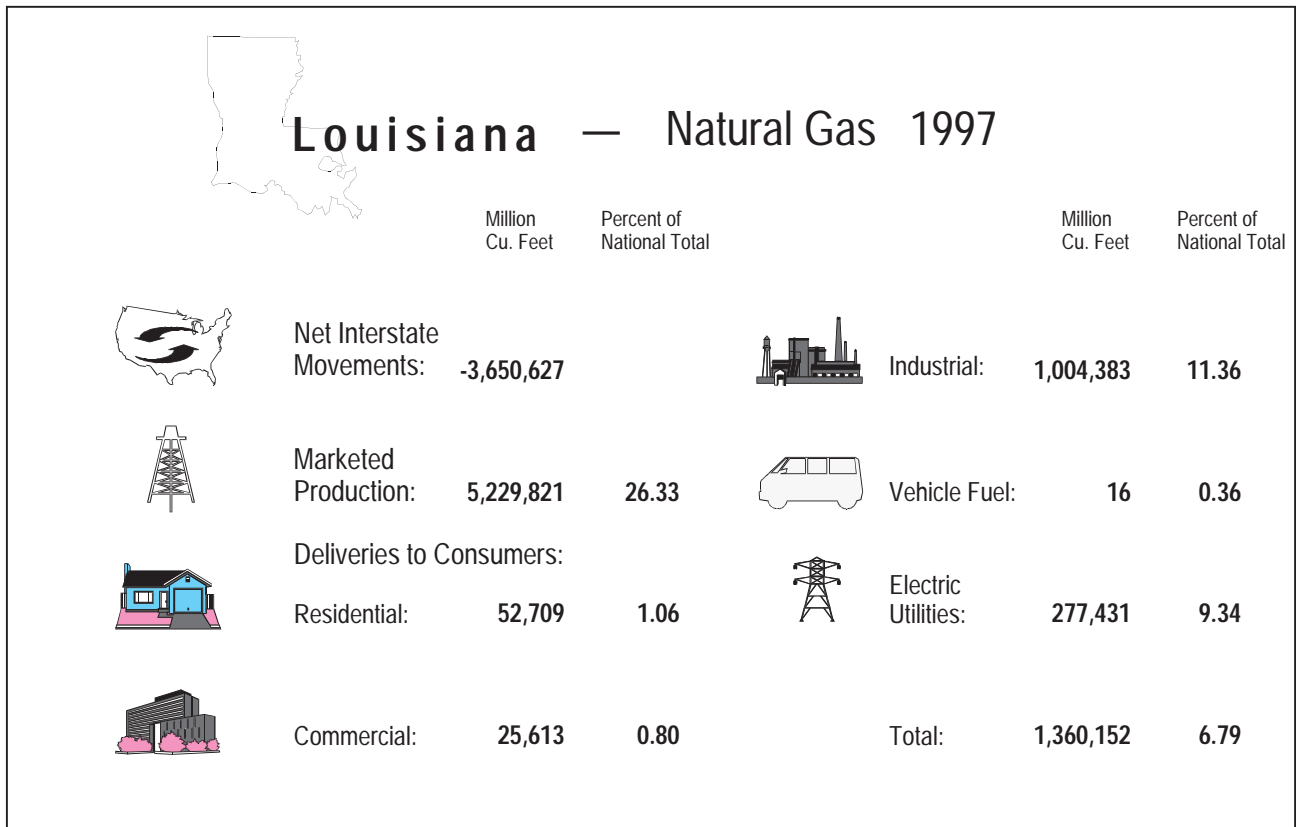 Louisiana — Natural Gas 1997
Million
Cu. Feet
Percent of
National Total
Million
Cu. Feet
Percent of
National Total
Net Interstate
Movements: -3,650,627
Marketed
Production: 5,229,821 26.33
Deliveries to Consumers:
Residential: 52,709 1.06
Commercial: 25,613 0.80
Industrial: 1,004,383 11.36
Vehicle Fuel: 16 0.36
Electric
Utilities: 277,431 9.34
Total: 1,360,152 6.79